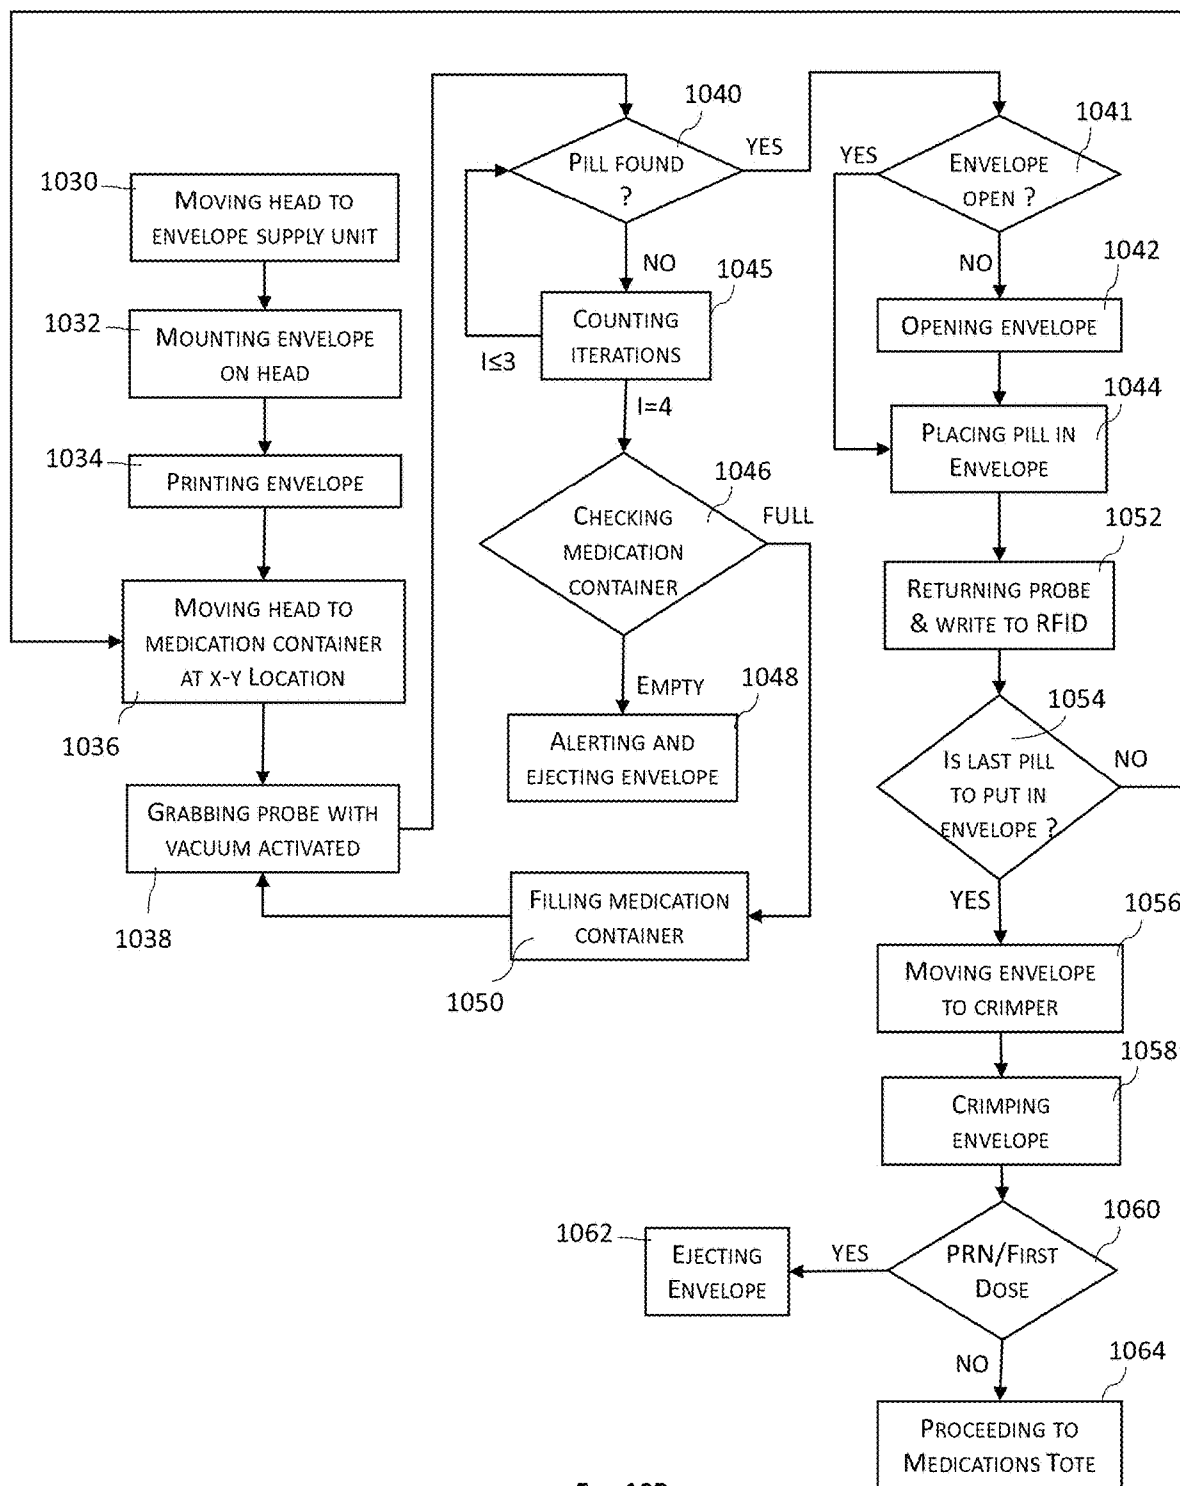 1030
MOVING HEAD TO
ENVELOPE SUPPLY UNIT
1032
MOUNTING ENVELOPE
ON HEAD
1034
PRINTING ENVELOPE
MOVING HEAD TO
MEDICATION CONTAINER
AT X-Y LOCATION
1036
GRABBING PROBE WITH
VACUUM ACTIVATED
1038
1040
PILL FOUND
?
YES
NO
1045
COUNTING
ITERATIONS
I≤3
I=4
1046
CHECKING
MEDICATION
CONTAINER
FULL
EMPTY
1048
ALERTING AND
EJECTING ENVELOPE
FILLING MEDICATION
CONTAINER
1050
1041
YES
ENVELOPE
OPEN ?
NO
1042
OPENING ENVELOPE
1044
PLACING PILL IN
ENVELOPE
1052
RETURNING PROBE
& WRITE TO RFID
1054
IS LAST PILL
TO PUT IN
ENVELOPE ?
NO
YES
1056
MOVING ENVELOPE
TO CRIMPER
1058
CRIMPING
ENVELOPE
1060
PRN/FIRST
DOSE
YES
1062
EJECTING
ENVELOPE
NO
1064
PROCEEDING TO
MEDICATIONS TOTE